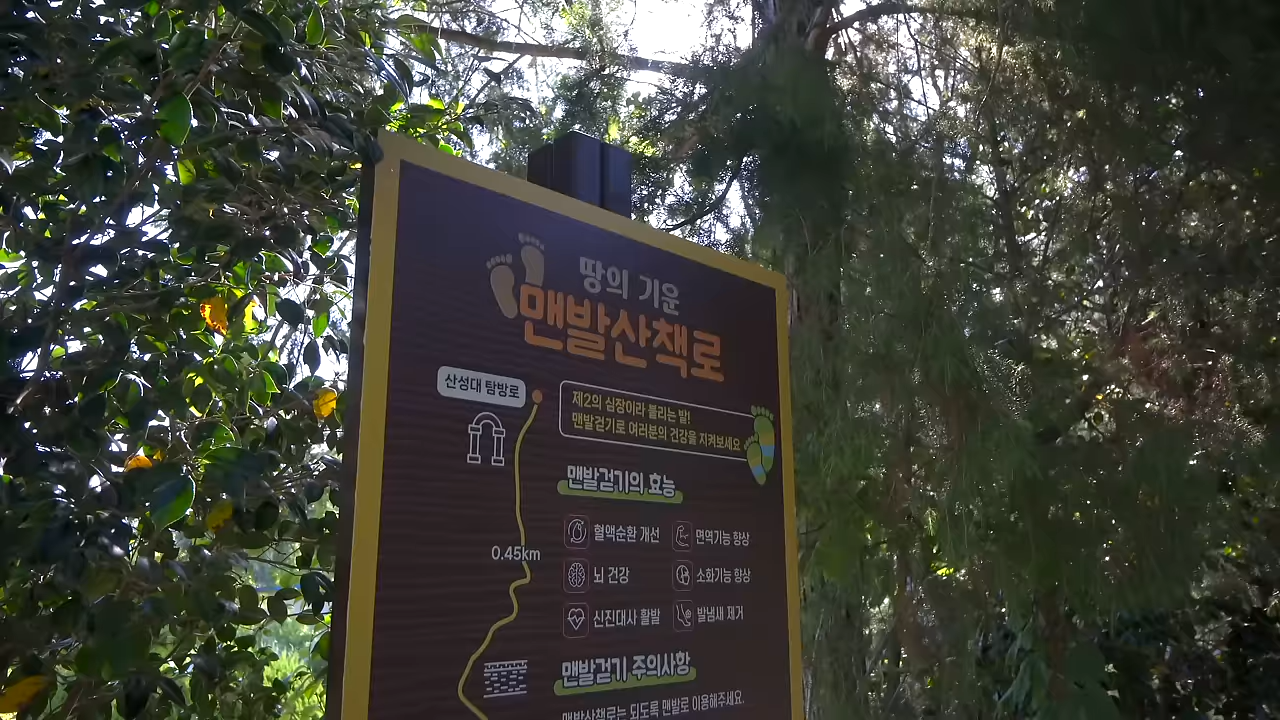 땅의 기운
맨발산책로
산성대 탐방로
제2의 심장이라 불리는 발!
맨발걷기로 여러분의 건강을 지켜보세요
맨발걷기의 효능
혈액순환 개선
면역기능 향상
0.45km
뇌 건강
소화기능 향상
신진대사 활발
발냄새 제거
맨발걷기 주의사항
맨발산책로는 되도록 맨발로 이용해주세요.